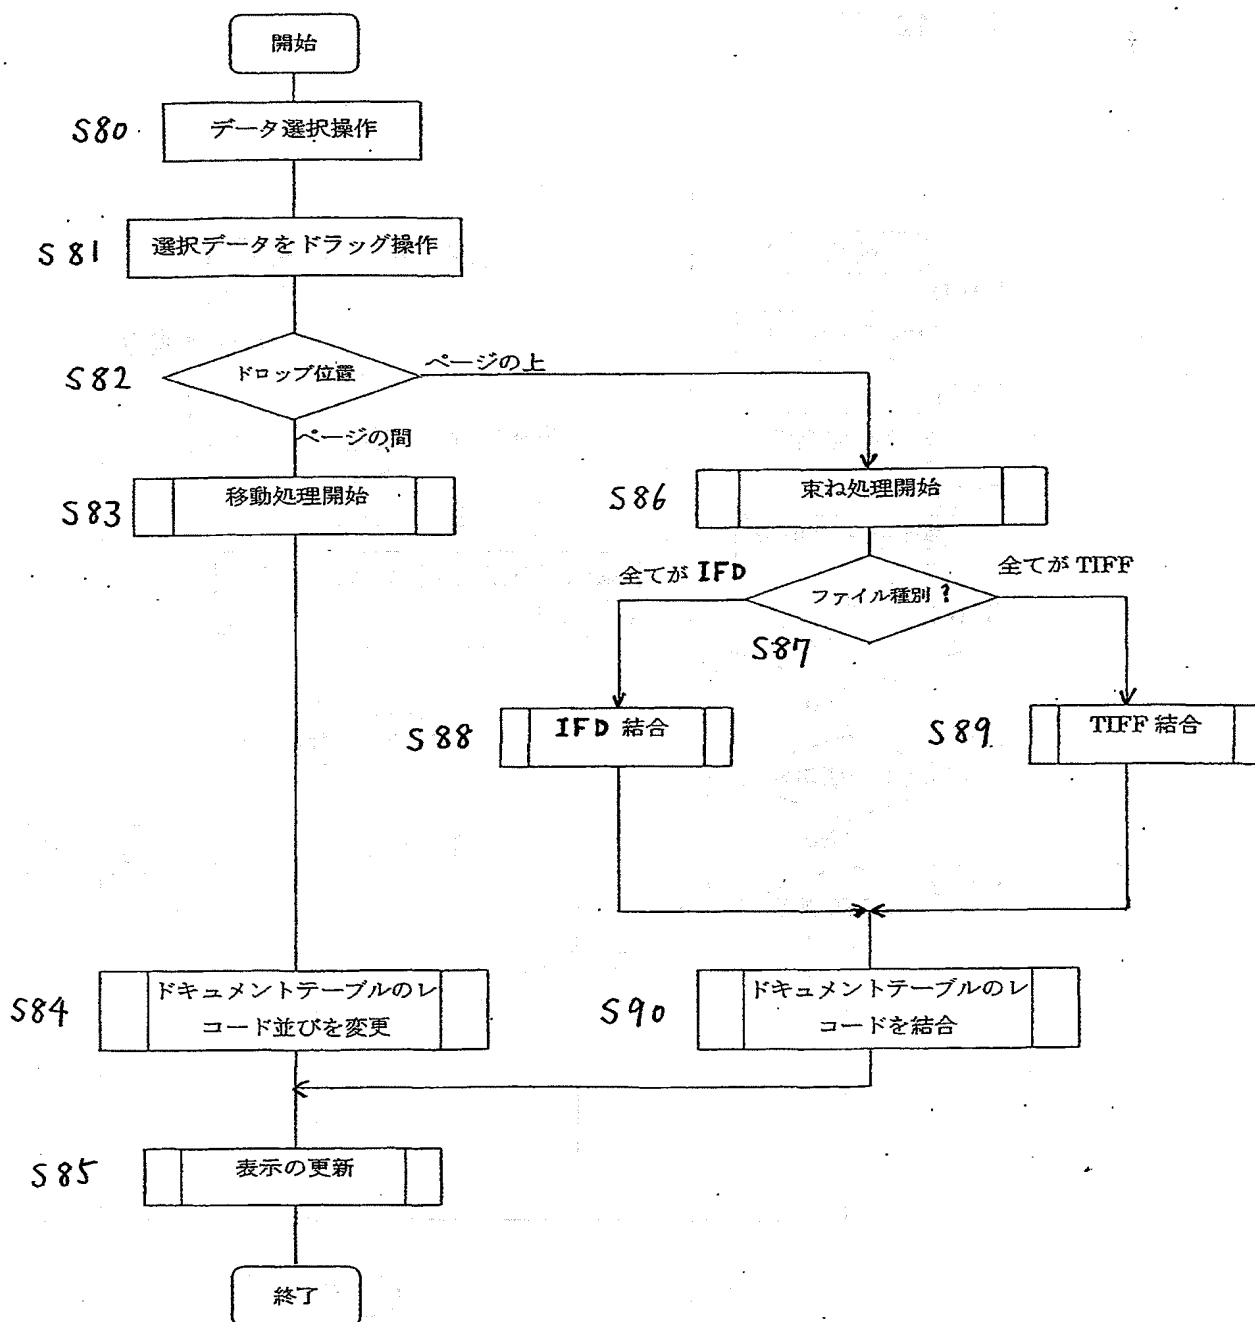 開始
S80
データ選択操作
S81
選択データをドラッグ操作
S82
ドロップ位置
ページの上
ページの間
S83
移動処理開始
S86
束ね処理開始
全てが IFD
全てが TIFF
ファイル種別?
S87
S88
IFD 結合
S89
TIFF 結合
S84
ドキュメントテーブルのレ
コード並びを変更
S90
ドキュメントテーブルのレ
コードを結合
S85
表示の更新
終了